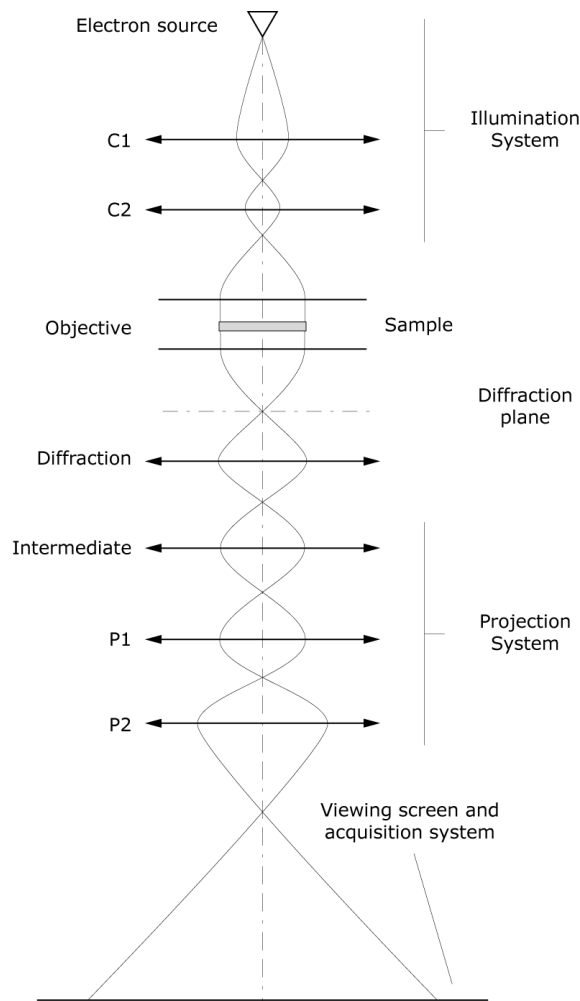 Electron source
Illumination
System
C1
C2
Objective
Sample
Diffraction
plane
Diffraction
Intermediate
Projection
System
P1
P2
Viewing screen and
acquisition system